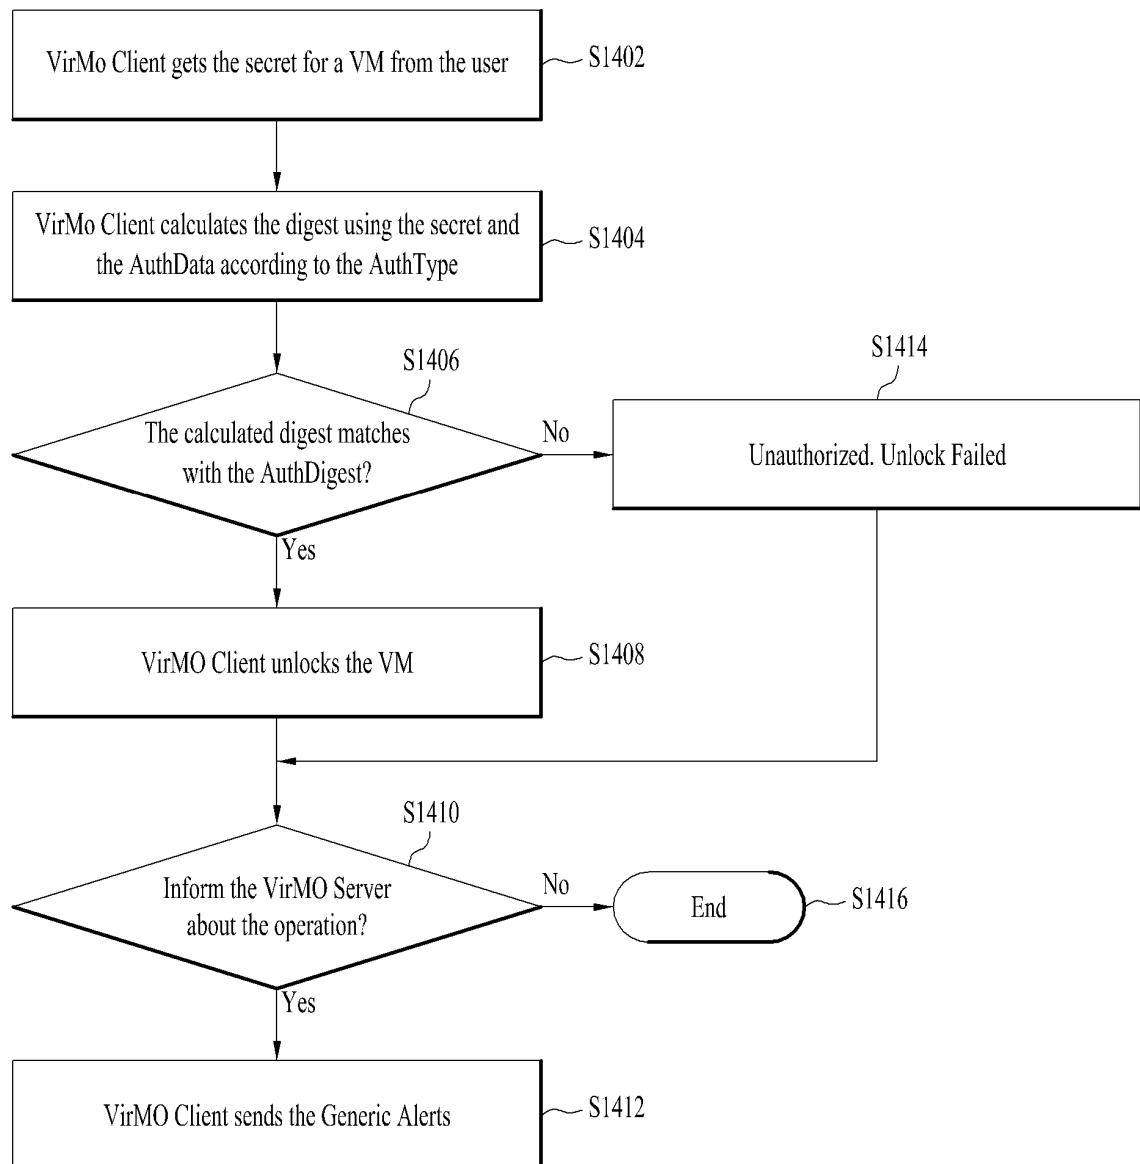 VirMo Client gets the secret for a VM from the user
S1402
VirMo Client calculates the digest using the secret and
the AuthData according to the AuthType
S1404
S1406
The calculated digest matches
with the AuthDigest?
No
S1414
Unauthorized. Unlock Failed
Yes
VirMO Client unlocks the VM
S1408
S1410
Inform the VirMO Server
about the operation?
No
End
S1416
Yes
VirMO Client sends the Generic Alerts
S1412